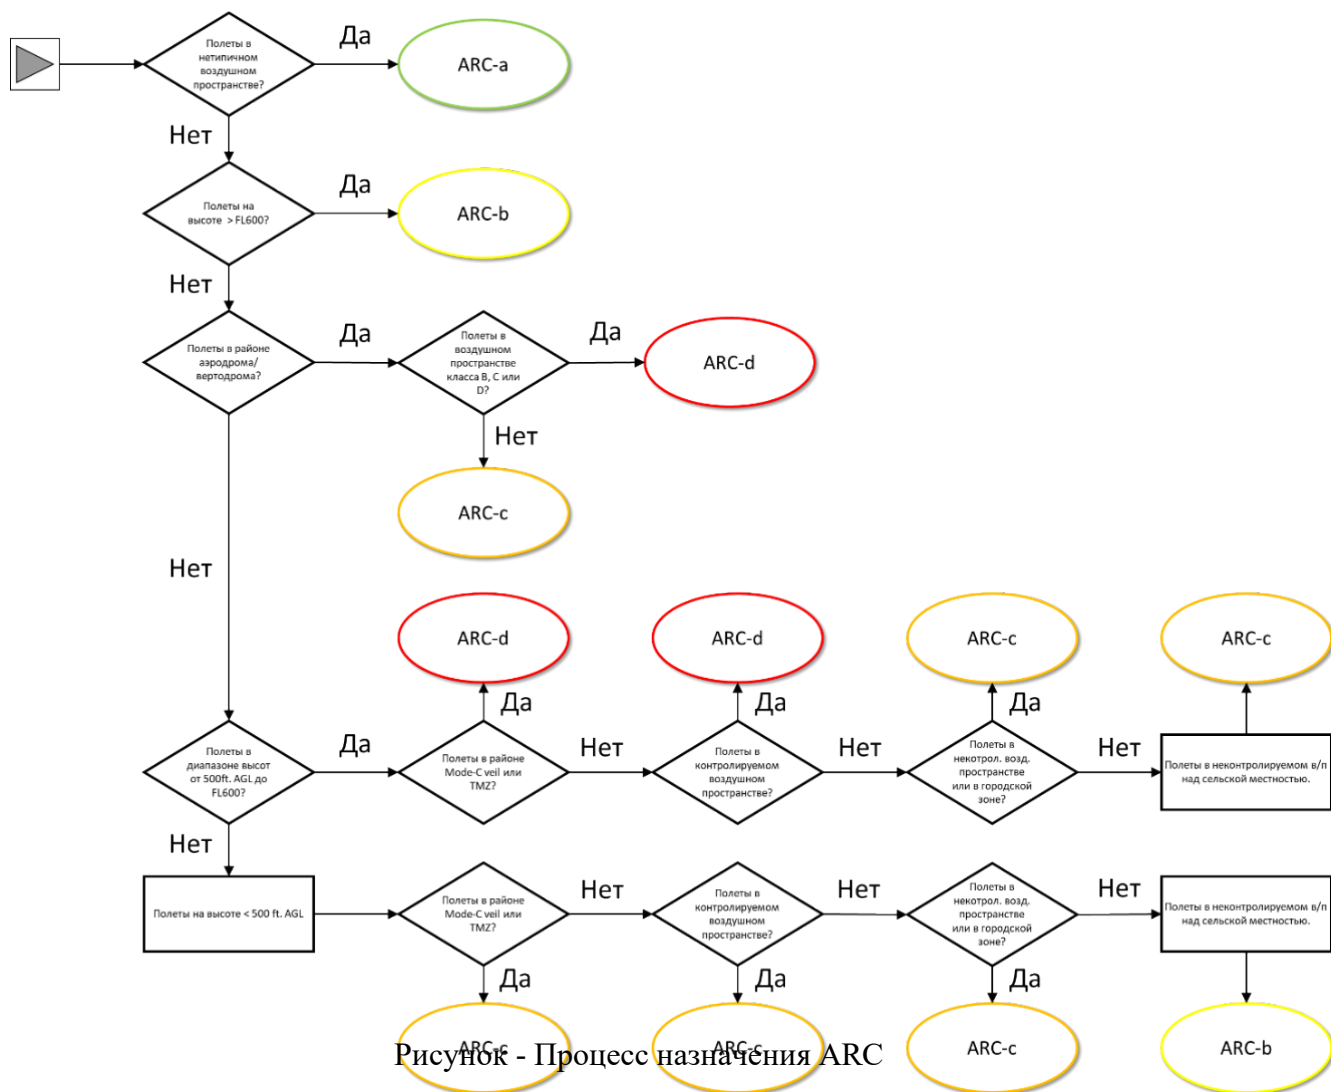 Полеты в
нетипичном
воздушном
пространстве?
Да
ARC-a
Нет
Полеты на
высоте > FL600?
Да
ARC-b
Нет
Полеты в районе
аэродрома/
вертодрома?
Да
Полеты в
воздушном
пространстве
класса B, C или
D?
Да
ARC-d
Нет
ARC-c
Нет
ARC-d
ARC-d
ARC-c
ARC-c
Да
Да
Да
Полеты в
диапазоне высот
от 500ft. AGL до
FL600?
Да
Полеты в районе
Mode-C veil или
TMZ?
Нет
Полеты в
контролируемом
воздушном
пространстве?
Нет
Полеты в
некотрол. возд.
пространстве
или в городской
зоне?
Нет
Полеты в неконтролируемом в/п
над сельской местностью.
Нет
Полеты на высоте < 500 ft. AGL
Полеты в районе
Mode-C veil или
TMZ?
Нет
Полеты в
контролируемом
воздушном
пространстве?
Нет
Полеты в
некотрол. возд.
пространстве
или в городской
зоне?
Нет
Полеты в неконтролируемом в/п
над сельской местностью.
Да
Да
Да
ARC-c
ARC-c
ARC-c
ARC-b
Рисунок - Процесс назначения ARC